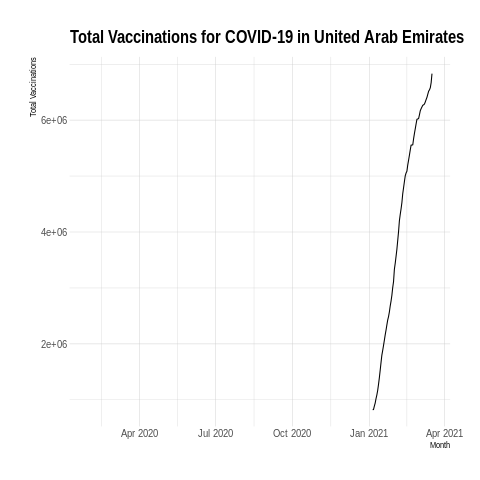 Total Vaccinations for COVID-19 in United Arab Emirates
Total Vaccinations
6e+06
4e+06
2e+06
Apr 2020 Jul 2020 Oct 2020 Jan 2021 Apr 2021
Month